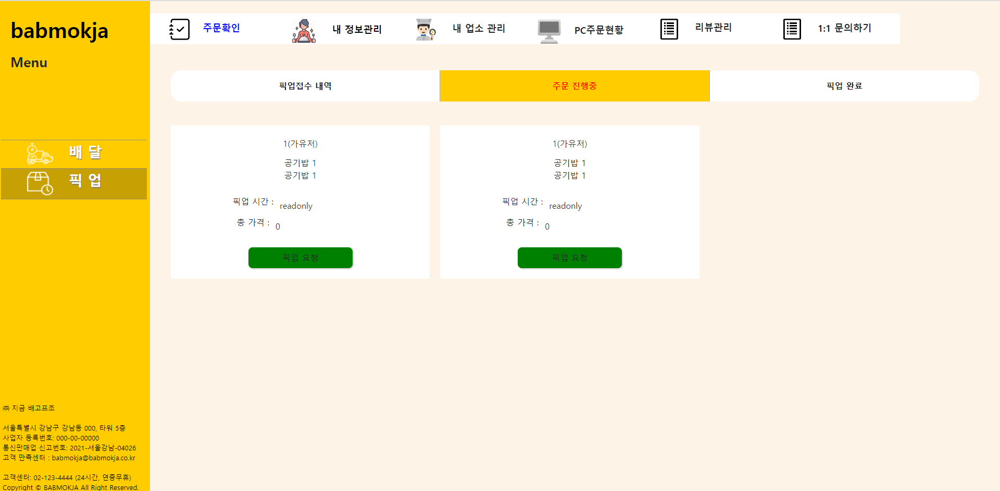 babmokja
Menu
배 달
픽 업
㈜ 지금 배고프조
서울특별시 강남구 강남동 000, 타워 5층
사업자 등록번호: 000-00-00000
통신판매업 신고번호: 2021-서울강남-04026
고객 만족센터 : babmokja@babmokja.co.kr
고객센터: 02-123-4444 (24시간, 연중무휴)
Copyright © BABMOKJA All Right Reserved.
주문확인
내 정보관리
내 업소 관리
PC주문현황
리뷰관리
1:1 문의하기
픽업접수 내역
주문 진행중
픽업 완료
1(가유저)
공기밥 1
공기밥 1
픽업 시간 : readonly
총 가격 : 0
픽업 요청
1(가유저)
공기밥 1
공기밥 1
픽업 시간 : readonly
총 가격 : 0
픽업 요청